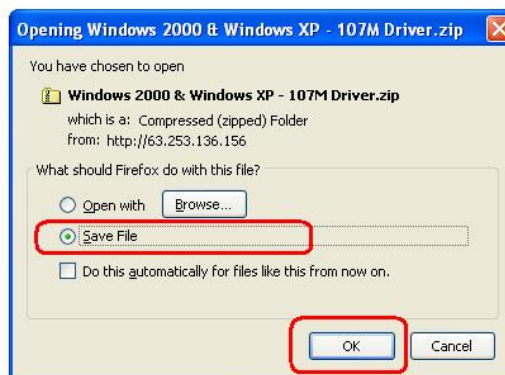 Opening Windows 2000 & Windows XP - 107M Driver.zip
You have chosen to open
Windows 2000 & Windows XP - 107M Driver.zip
which is a: Compressed (zipped) Folder
from: http://63.253.136.156
What should Firefox do with this file?
Open with Browse...
Save File
Do this automatically for files like this from now on.
OK Cancel